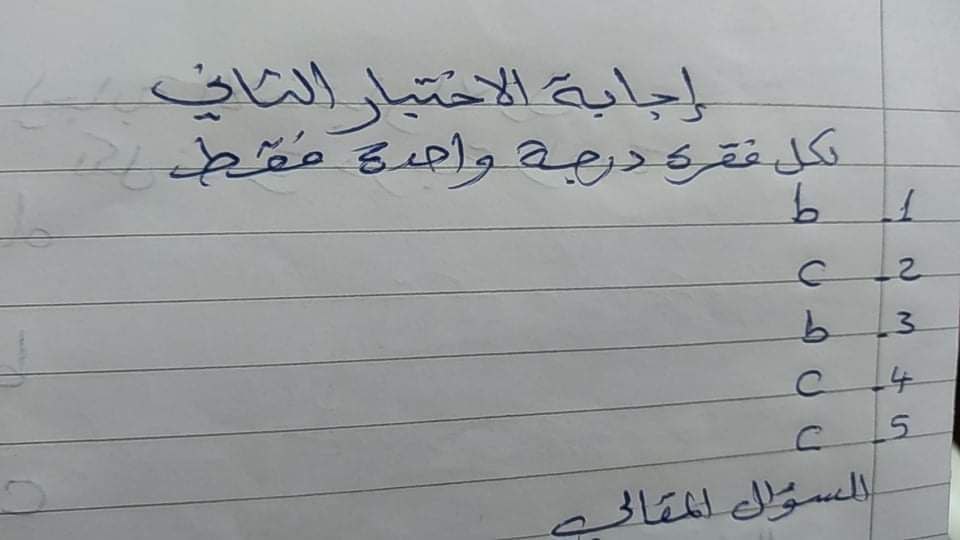 إجابة الاختبار الثاني
لكل فقرة درجة واحدة فقط
1- b
2- c
3- b
4- c
5- c
السؤال المقالي